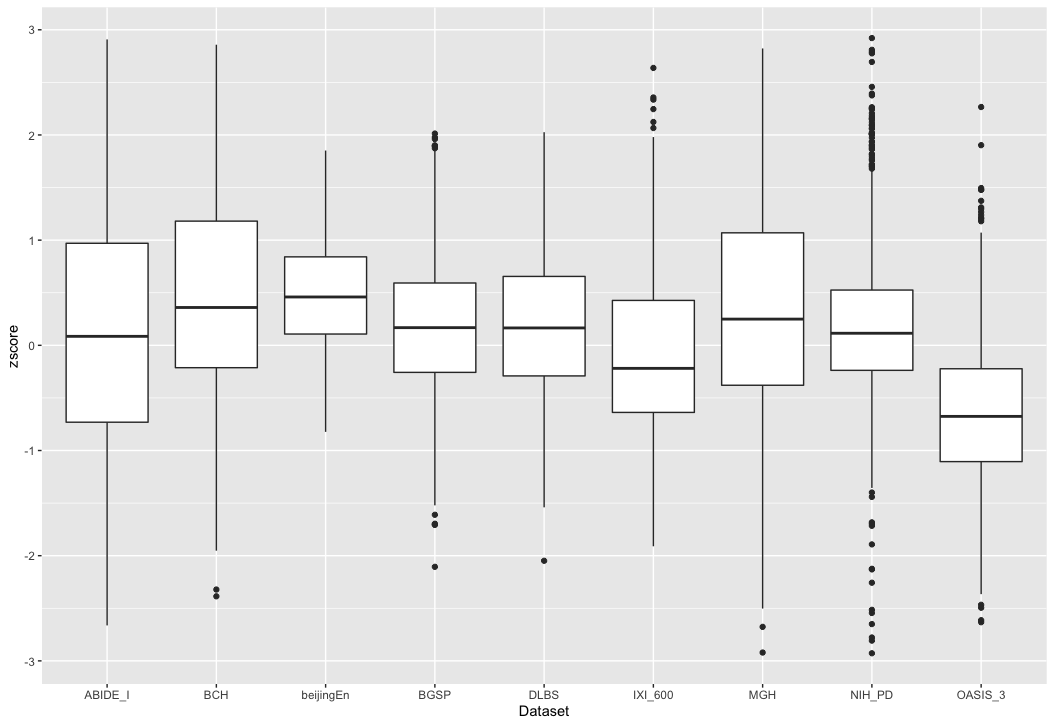 zscore
3
2
1
0
-1
-2
-3
ABIDE_I BCH beijingEn BGSP DLBS IXI_600 MGH NIH_PD OASIS_3
Dataset